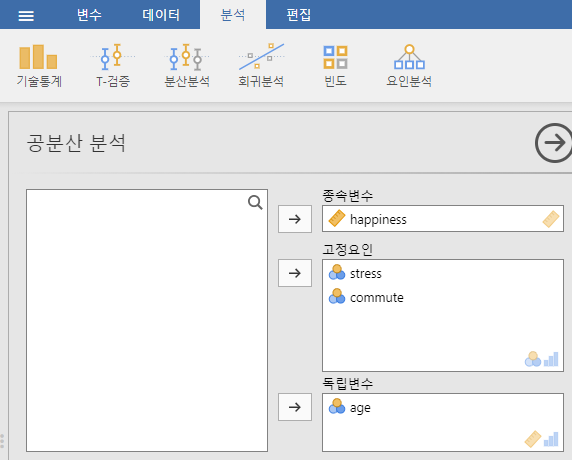 변수 데이터 분석 편집
기술통계 T-검증 분산분석 회귀분석 빈도 요인분석
공분산 분석
종속변수
happiness
고정요인
stress
commute
독립변수
age